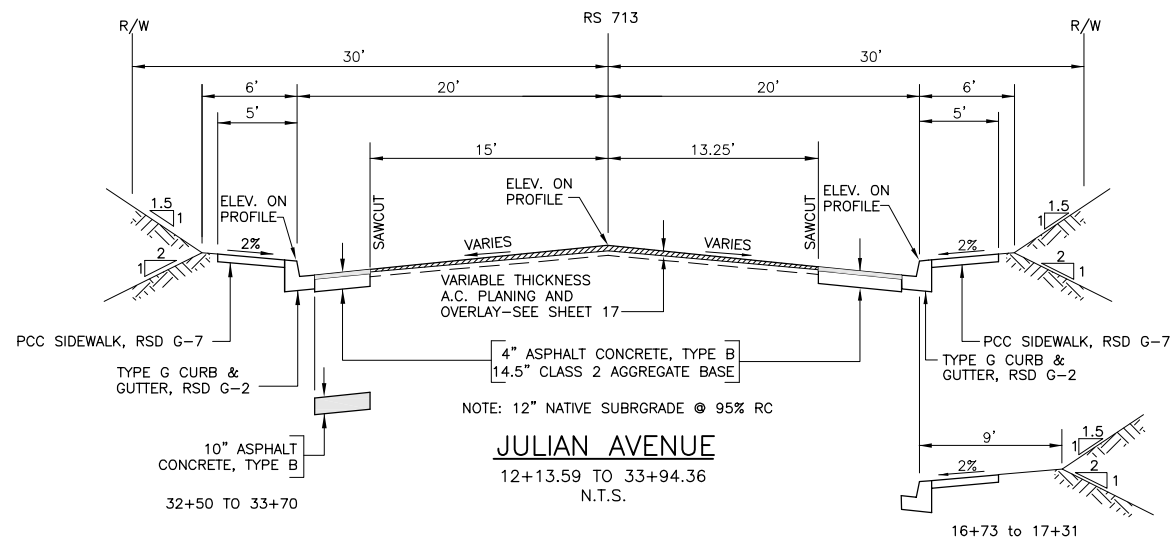 RS 713
R/W
R/W
30'
30'
6'
20'
20'
6'
5'
5'
15'
13.25'
ELEV. ON
PROFILE
SAWCUT
ELEV. ON
PROFILE
SAWCUT
ELEV. ON
PROFILE
1.5
1
2
1
2%
VARIES
VARIES
2%
1.5
1
2
1
VARIABLE THICKNESS
A.C. PLANING AND
OVERLAY-SEE SHEET 17
PCC SIDEWALK, RSD G-7
PCC SIDEWALK, RSD G-7
TYPE G CURB &
GUTTER, RSD G-2
4" ASPHALT CONCRETE, TYPE B
14.5" CLASS 2 AGGREGATE BASE
TYPE G CURB &
GUTTER, RSD G-2
NOTE: 12" NATIVE SUBRGRADE @ 95% RC
10" ASPHALT
CONCRETE, TYPE B
32+50 TO 33+70
JULIAN AVENUE
12+13.59 TO 33+94.36
N.T.S.
9'
2%
1.5
1
2
1
16+73 to 17+31